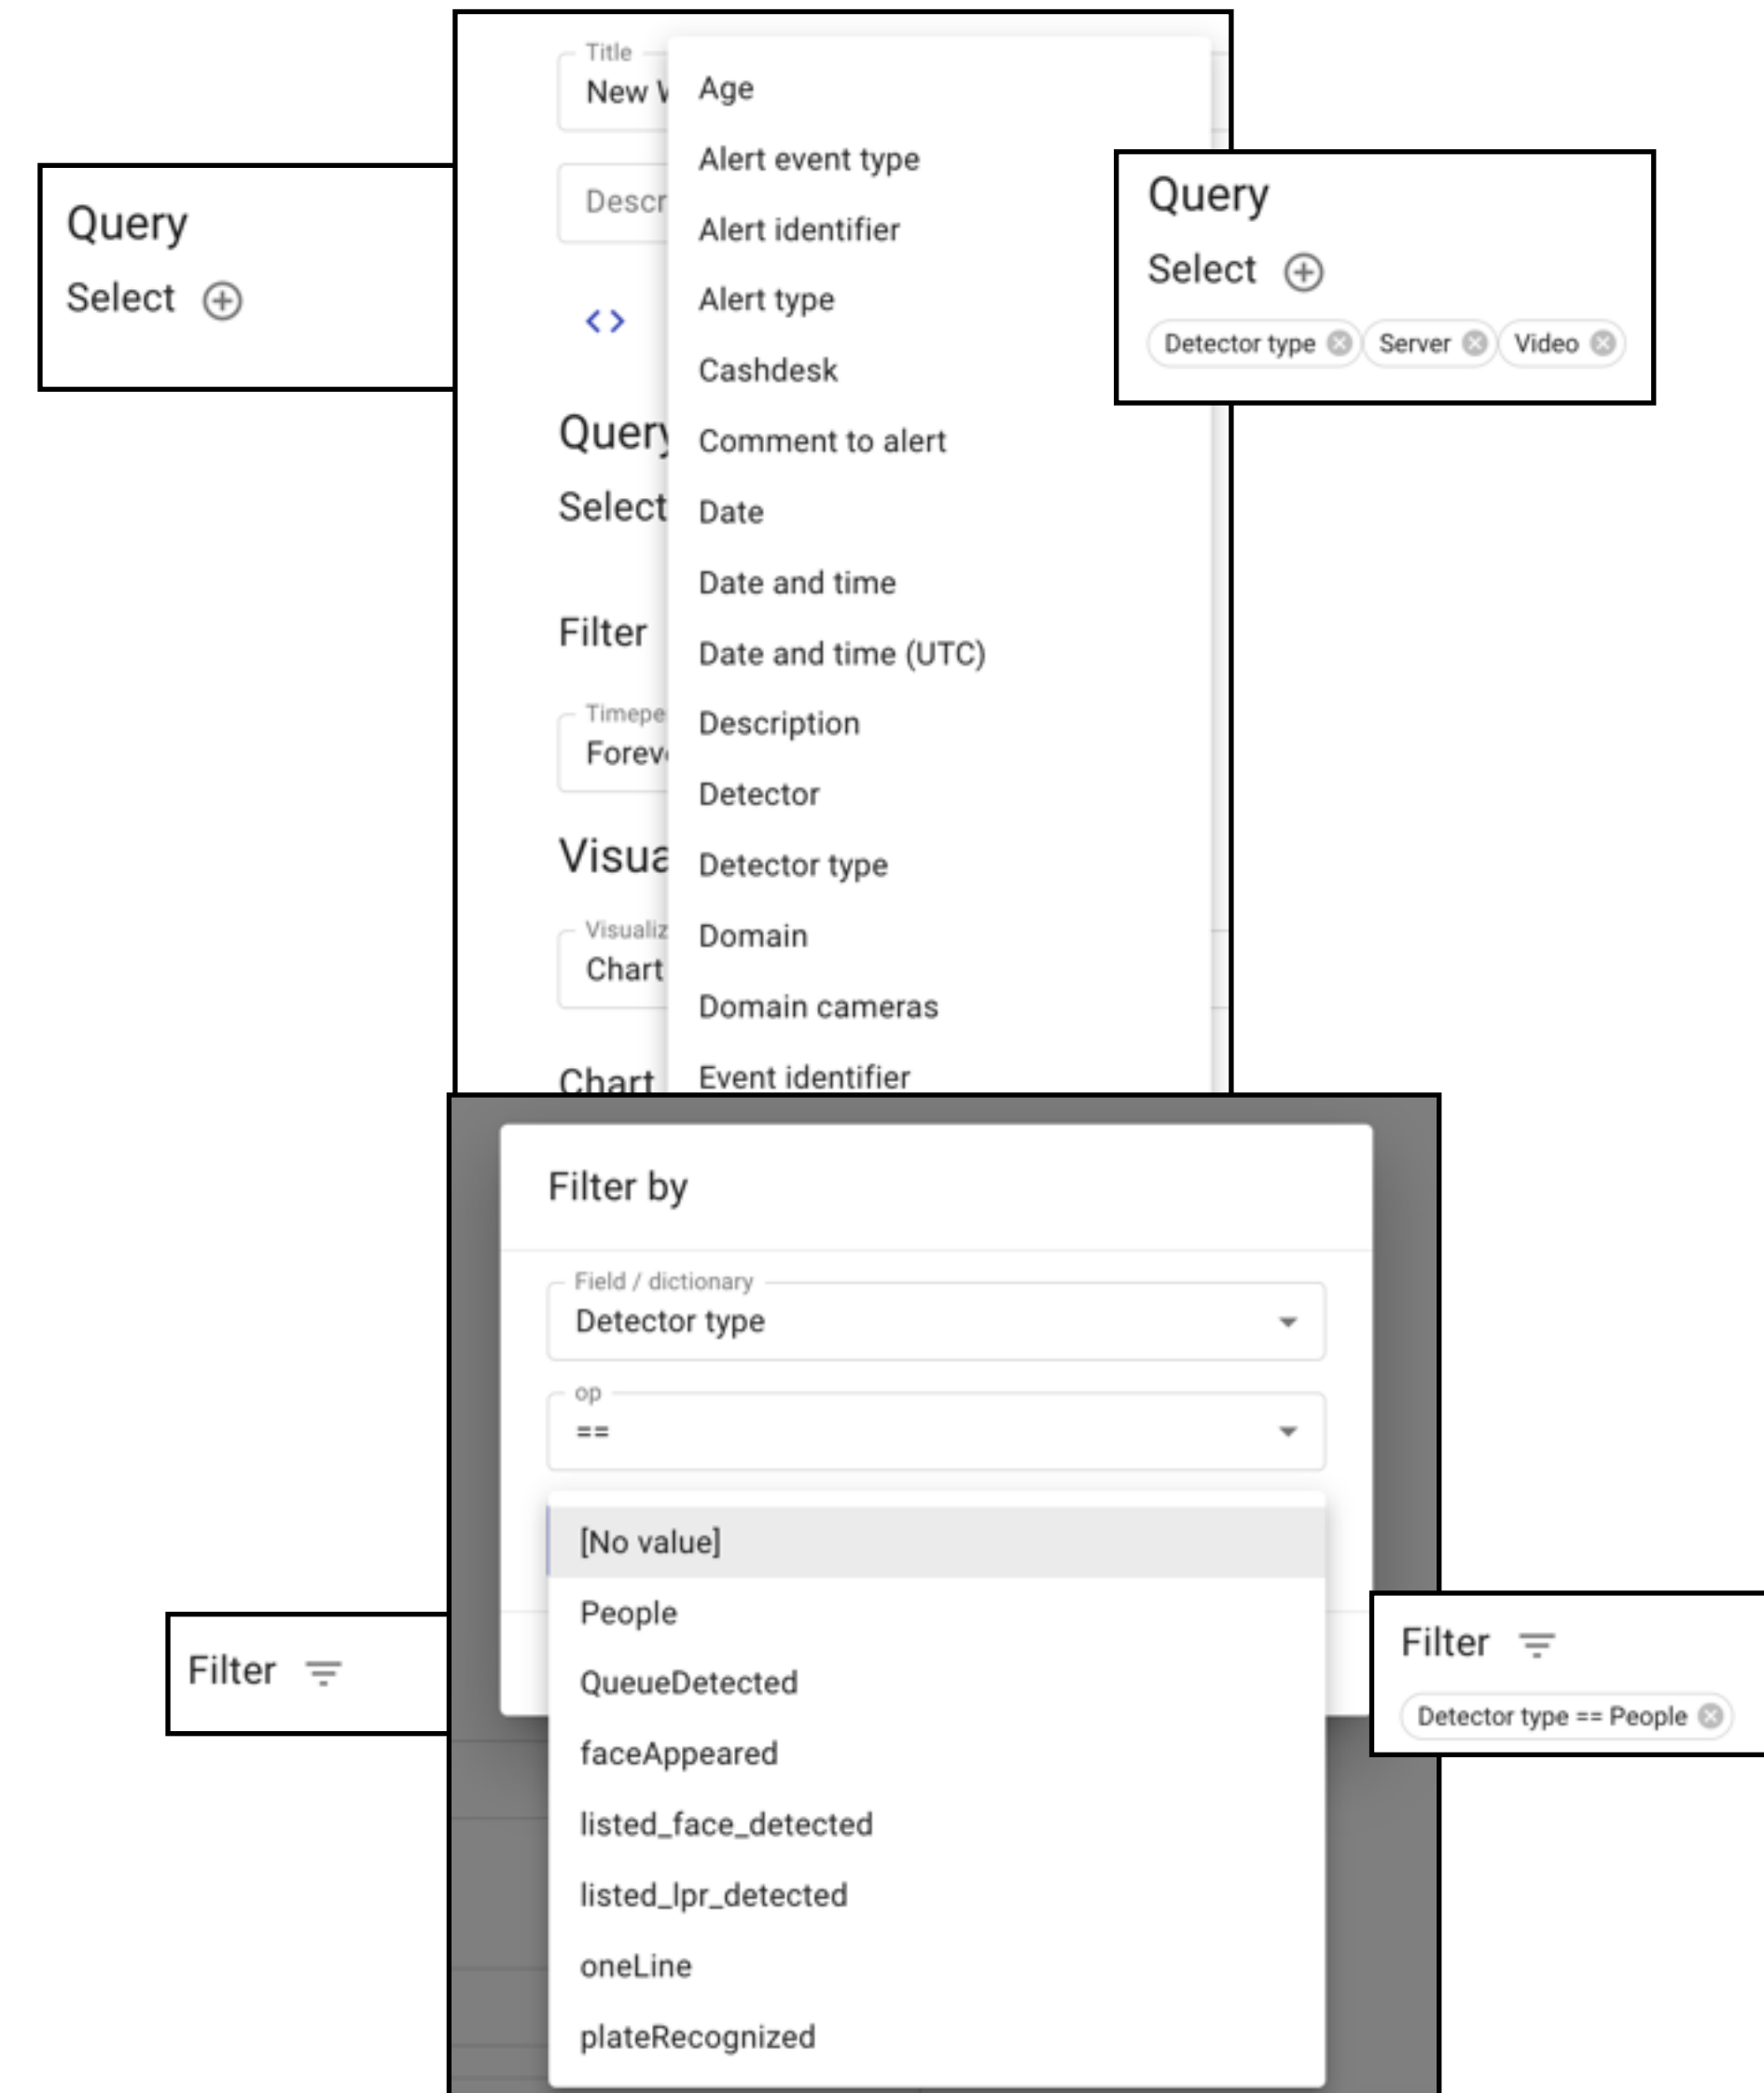 Query
Select
Title
New
Descr
<>
Query
Select
Filter
Timepe
Forev
Visua
Visualiz
Chart
Chart
Age
Alert event type
Alert identifier
Alert type
Cashdesk
Comment to alert
Date
Date and time
Date and time (UTC)
Description
Detector
Detector type
Domain
Domain cameras
Event identifier
Query
Select
Detector type Server Video
Filter
Filter by
Field / dictionary
Detector type
op
==
[No value]
People
QueueDetected
faceAppeared
listed_face_detected
listed_lpr_detected
oneLine
plateRecognized
Filter
Detector type == People